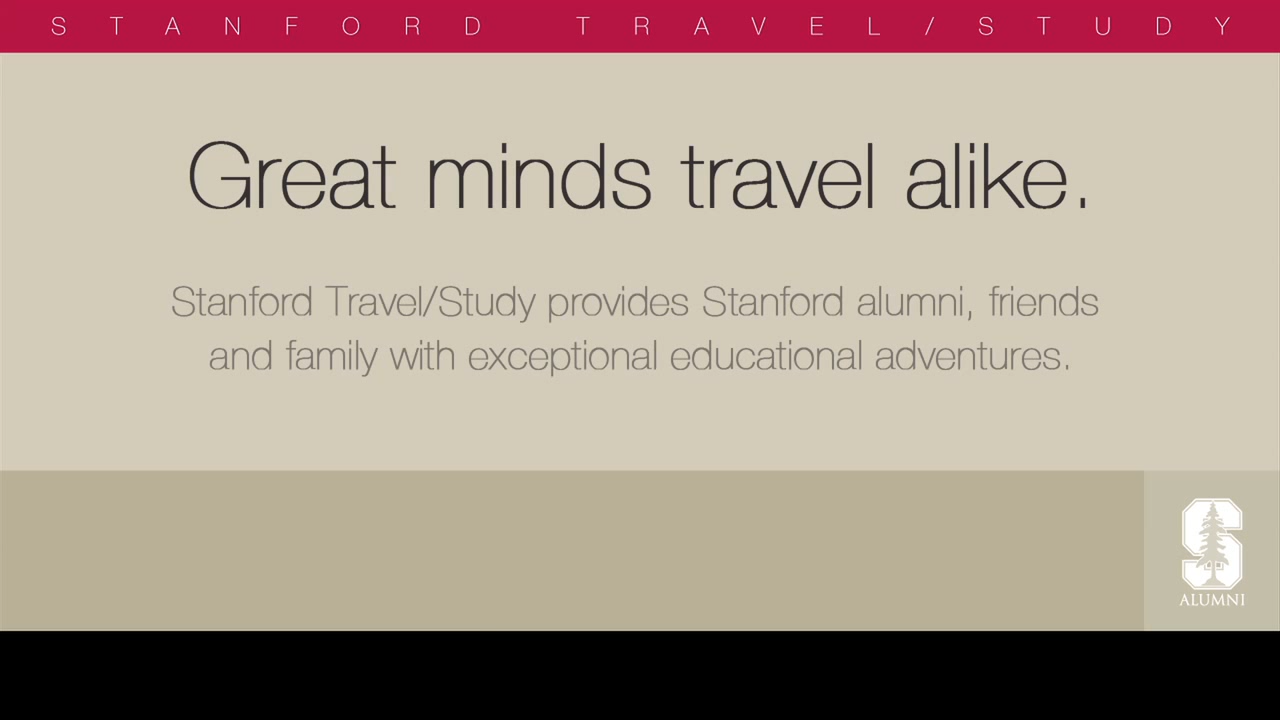 STANFORD TRAVEL/STUDY
Great minds travel alike.
Stanford Travel/Study provides Stanford alumni, friends
and family with exceptional educational adventures.
S
ALUMNI